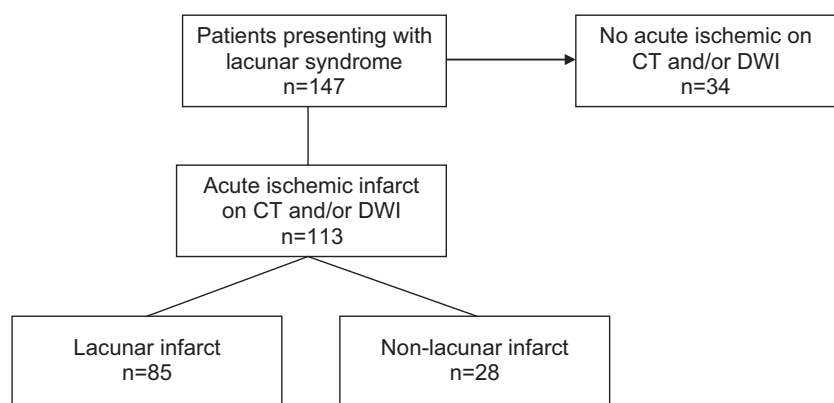 Patients presenting with
lacunar syndrome
n=147
No acute ischemic on
CT and/or DWI
n=34
Acute ischemic infarct
on CT and/or DWI
n=113
Lacunar infarct
n=85
Non-lacunar infarct
n=28